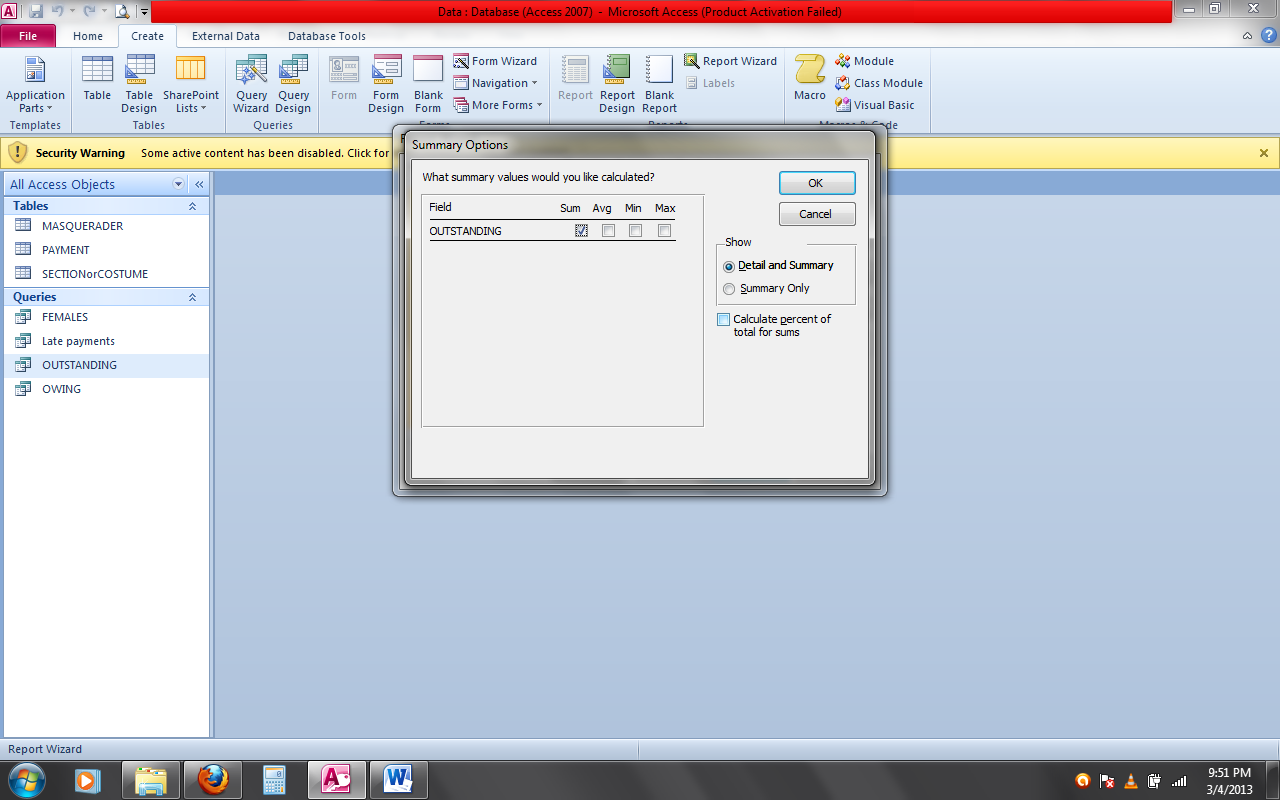 Data : Database (Access 2007)  -  Microsoft Access (Product Activation Failed)
File Home Create External Data Database Tools
Application Parts
Templates
Table
Table Design
SharePoint Lists
Tables
Query Wizard
Query Design
Queries
Form
Form Design
Blank Form
Form Wizard
Navigation
More Forms
Forms
Report
Report Design
Blank Report
Report Wizard
Labels
Reports
Macro
Module
Class Module
Visual Basic
Macros & Code
Security Warning Some active content has been disabled. Click for
All Access Objects
Tables
MASQUERADER
PAYMENT
SECTIONorCOSTUME
Queries
FEMALES
Late payments
OUTSTANDING
OWING
Summary Options
What summary values would you like calculated?
Field Sum Avg Min Max
OUTSTANDING
OK
Cancel
Show
Detail and Summary
Summary Only
Calculate percent of
total for sums
Report Wizard
9:51 PM
3/4/2013